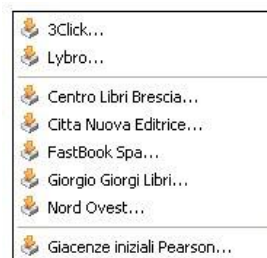 3Click...
Lybro...
Centro Libri Brescia...
Citta Nuova Editrice...
FastBook Spa...
Giorgio Giorgi Libri...
Nord Ovest...
Giacenze iniziali Pearson...